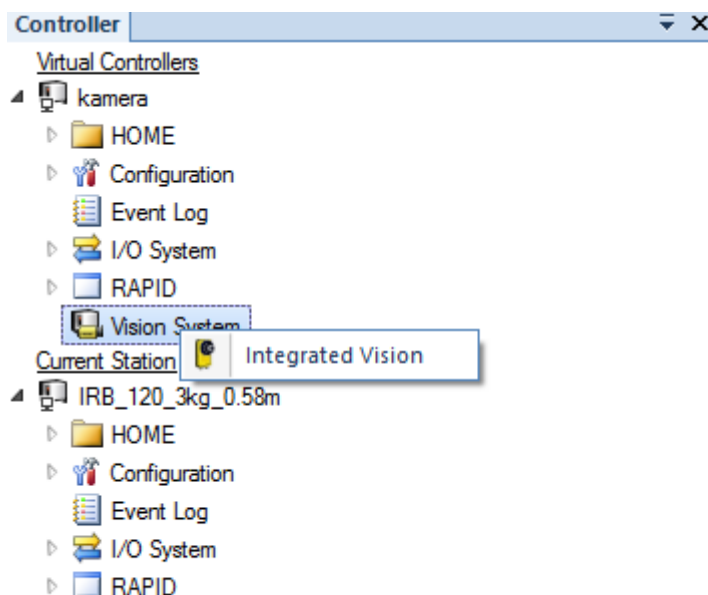 Controller
Virtual Controllers
kamera
HOME
Configuration
Event Log
I/O System
RAPID
Vision System
Integrated Vision
Current Station
IRB_120_3kg_0.58m
HOME
Configuration
Event Log
I/O System
RAPID